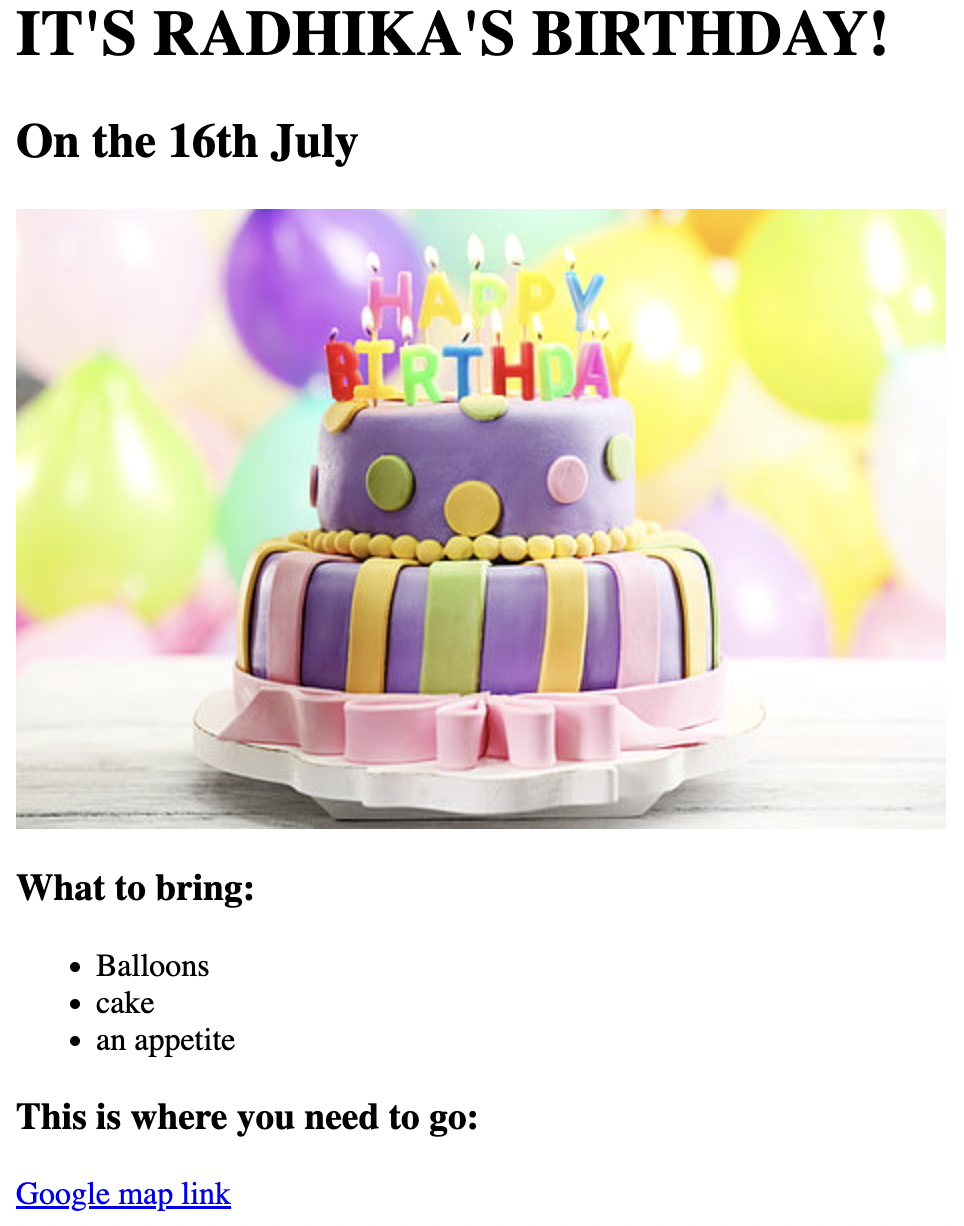 IT'S RADHIKA'S BIRTHDAY!
On the 16th July
HAPPY
BIRTHDAY
What to bring:
Balloons
cake
an appetite
This is where you need to go:
Google map link